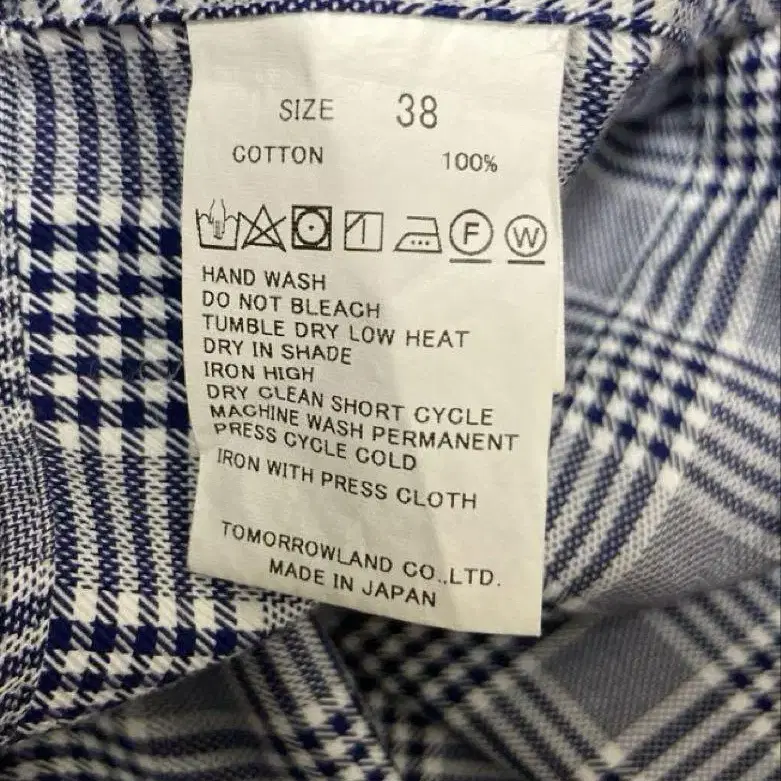 SIZE 38
COTTON 100%
F W
HAND WASH
DO NOT BLEACH
TUMBLE DRY LOW HEAT
DRY IN SHADE
IRON HIGH
DRY CLEAN SHORT CYCLE
MACHINE WASH PERMANENT
PRESS CYCLE COLD
IRON WITH PRESS CLOTH
TOMORROWLAND CO.,LTD.
MADE IN JAPAN